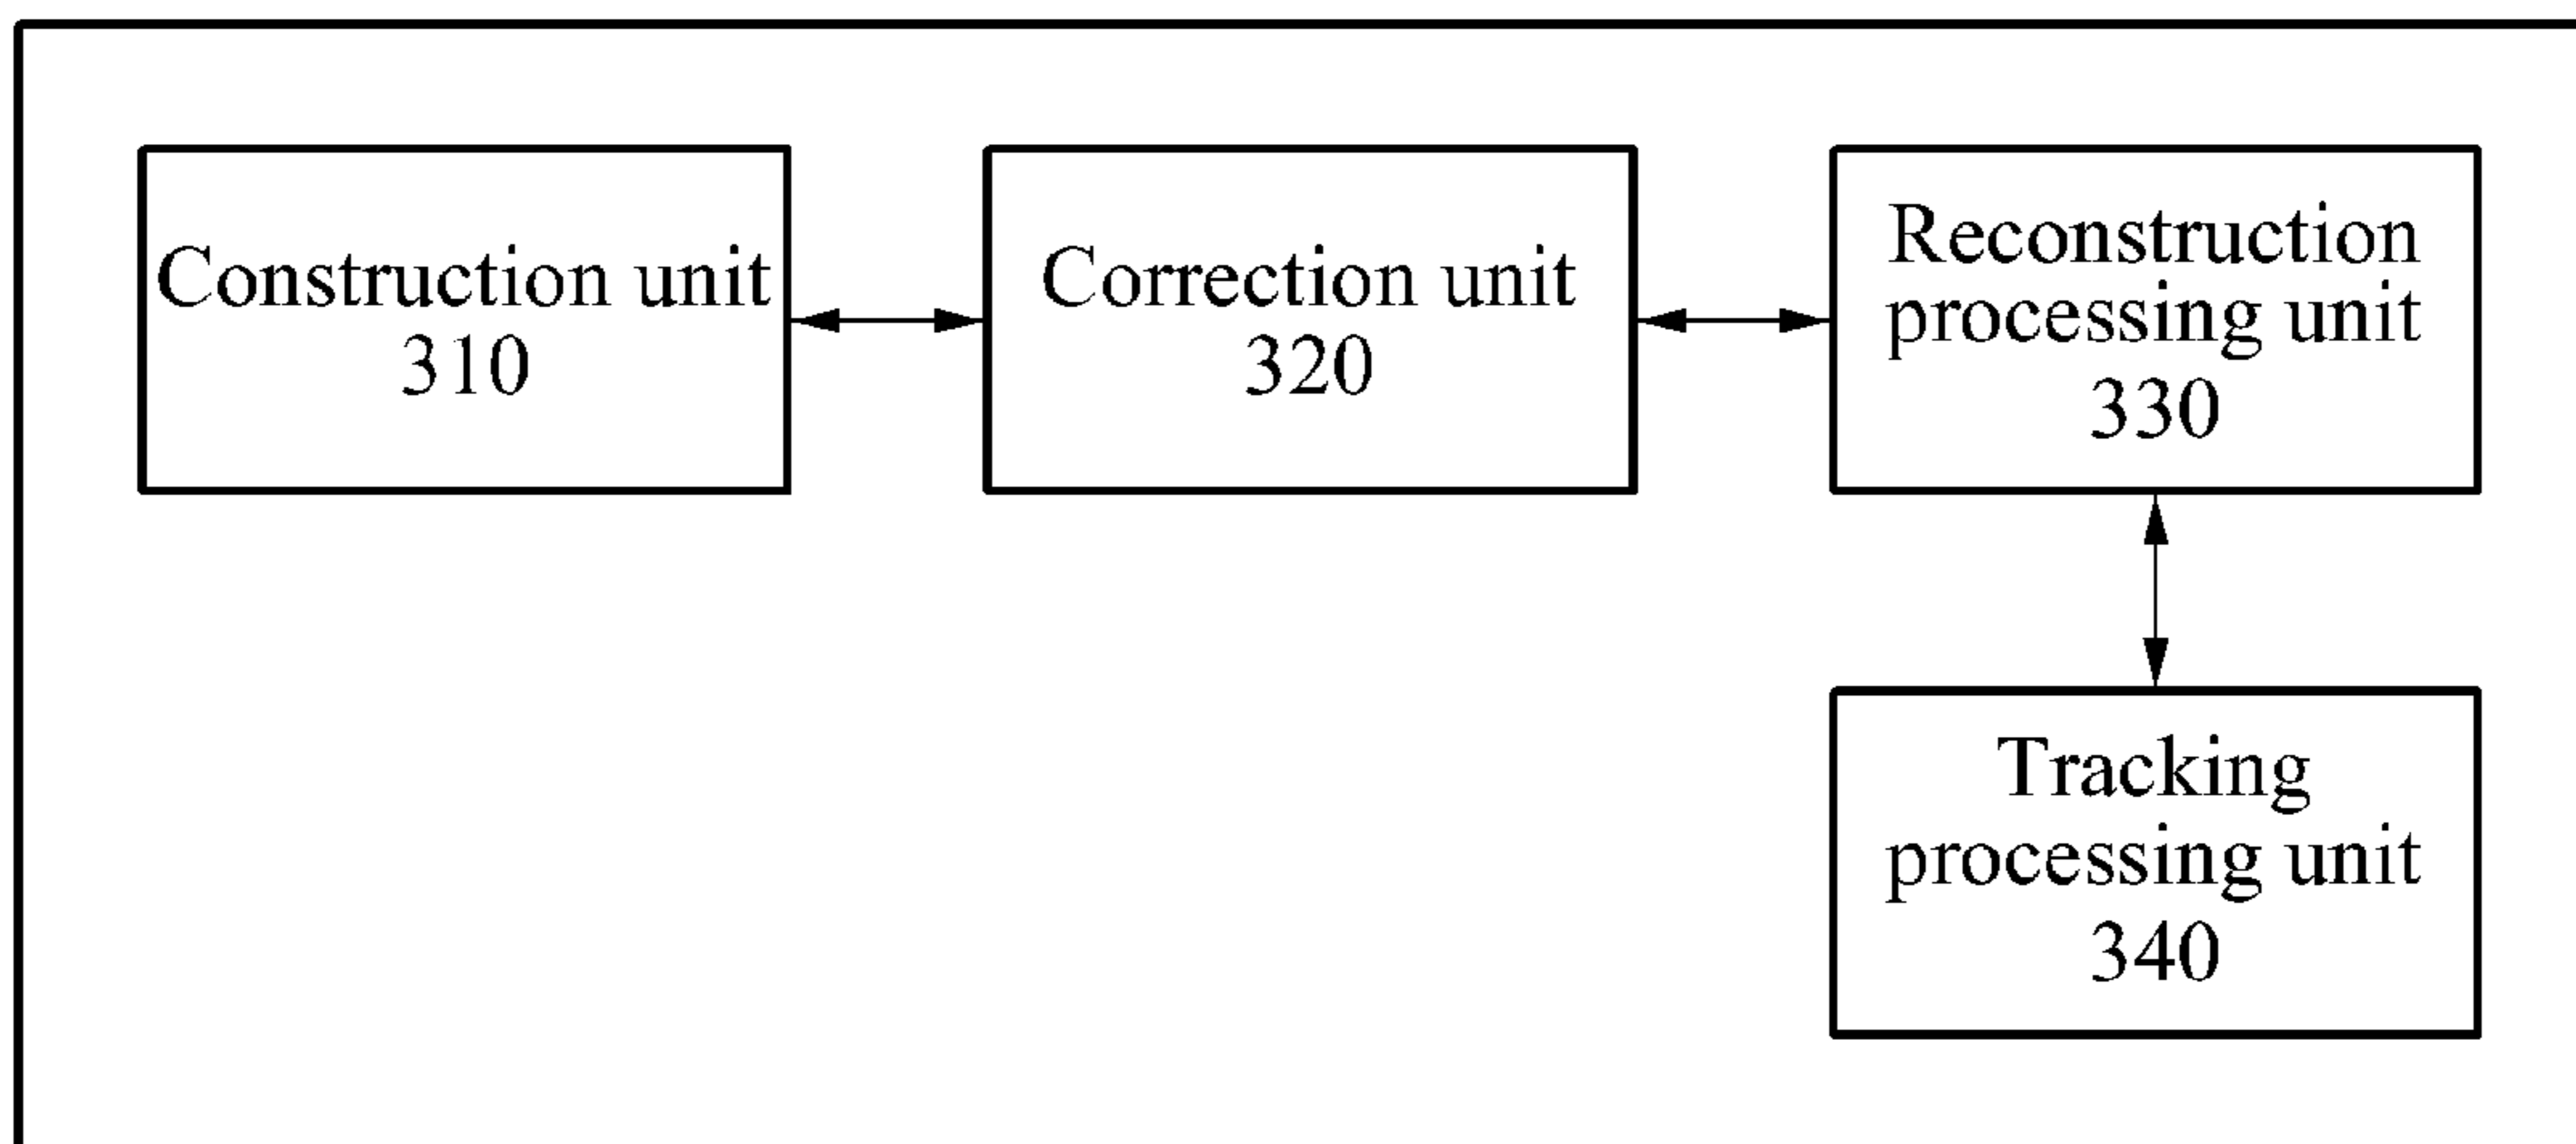 Construction unit
310
Correction unit
320
Reconstruction
processing unit
330
Tracking
processing unit
340